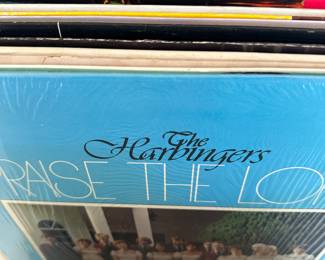 The
Harbingers
RAISE THE LO